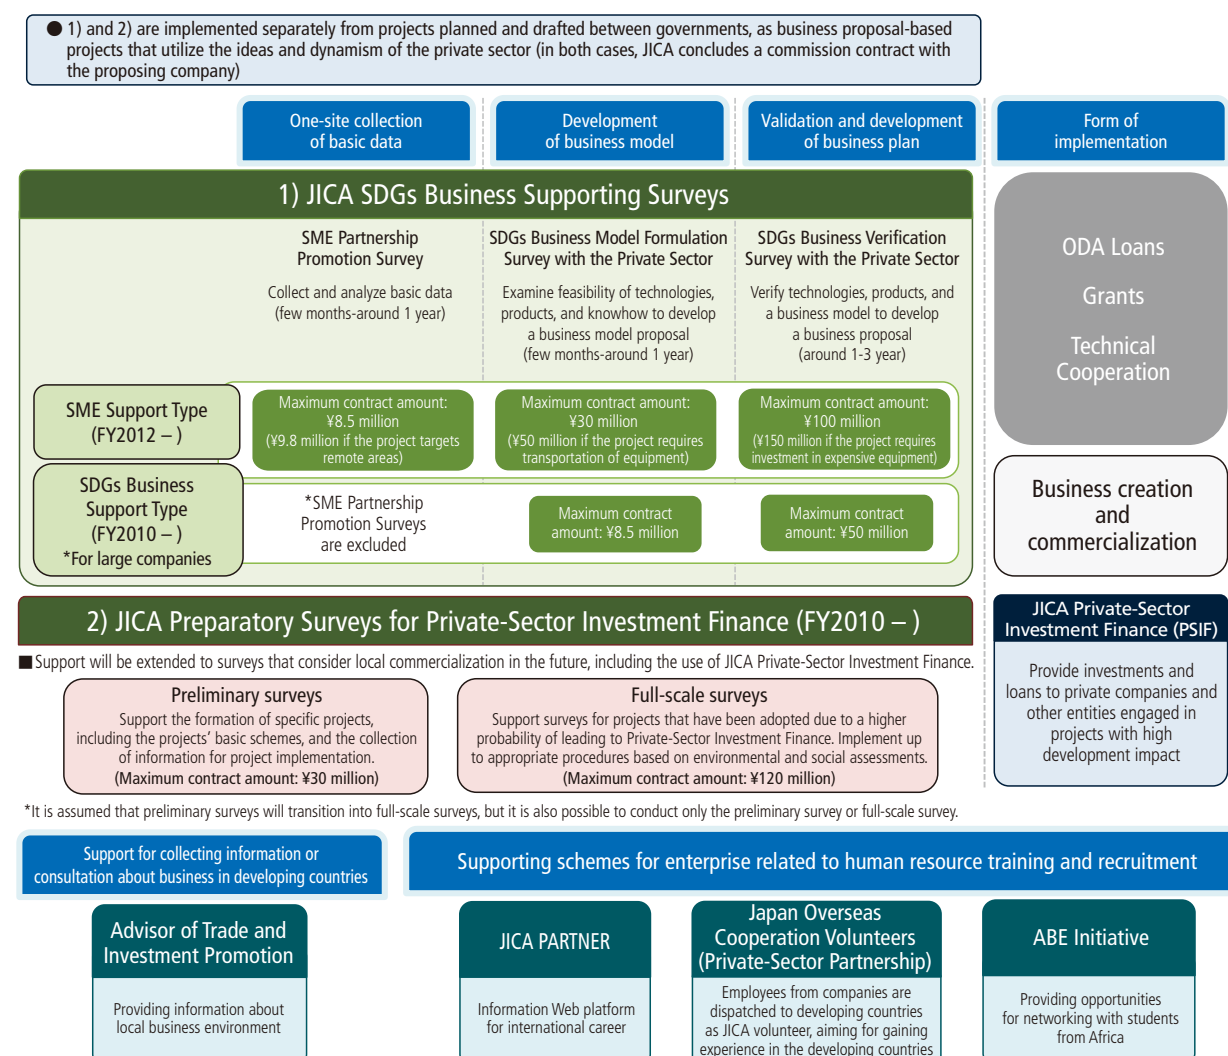 ● 1) and 2) are implemented separately from projects planned and drafted between governments, as business proposal-based
projects that utilize the ideas and dynamism of the private sector (in both cases, JICA concludes a commission contract with
the proposing company)
One-site collection
of basic data
Development
of business model
Validation and development
of business plan
Form of
implementation
1) JICA SDGs Business Supporting Surveys
SME Partnership
Promotion Survey
Collect and analyze basic data
(few months-around 1 year)
SDGs Business Model Formulation
Survey with the Private Sector
Examine feasibility of technologies,
products, and knowhow to develop
a business model proposal
(few months-around 1 year)
SDGs Business Verification
Survey with the Private Sector
Verify technologies, products, and
a business model to develop
a business proposal
(around 1-3 year)
ODA Loans
Grants
Technical
Cooperation
SME Support Type
(FY2012 – )
Maximum contract amount:
¥8.5 million
(¥9.8 million if the project targets
remote areas)
Maximum contract amount:
¥30 million
(¥50 million if the project requires
transportation of equipment)
Maximum contract amount:
¥100 million
(¥150 million if the project requires
investment in expensive equipment)
SDGs Business
Support Type
(FY2010 – )
*For large companies
*SME Partnership
Promotion Surveys
are excluded
Maximum contract
amount: ¥8.5 million
Maximum contract
amount: ¥50 million
Business creation
and
commercialization
2) JICA Preparatory Surveys for Private-Sector Investment Finance (FY2010 – )
■ Support will be extended to surveys that consider local commercialization in the future, including the use of JICA Private-Sector Investment Finance.
Preliminary surveys
Support the formation of specific projects,
including the projects' basic schemes, and the collection
of information for project implementation.
(Maximum contract amount: ¥30 million)
Full-scale surveys
Support surveys for projects that have been adopted due to a higher
probability of leading to Private-Sector Investment Finance. Implement up
to appropriate procedures based on environmental and social assessments.
(Maximum contract amount: ¥120 million)
JICA Private-Sector
Investment Finance (PSIF)
Provide investments and
loans to private companies and
other entities engaged in
projects with high
development impact
*It is assumed that preliminary surveys will transition into full-scale surveys, but it is also possible to conduct only the preliminary survey or full-scale survey.
Support for collecting information or
consultation about business in developing countries
Supporting schemes for enterprise related to human resource training and recruitment
Advisor of Trade and
Investment Promotion
Providing information about
local business environment
JICA PARTNER
Information Web platform
for international career
Japan Overseas
Cooperation Volunteers
(Private-Sector Partnership)
Employees from companies are
dispatched to developing countries
as JICA volunteer, aiming for gaining
experience in the developing countries
ABE Initiative
Providing opportunities
for networking with students
from Africa